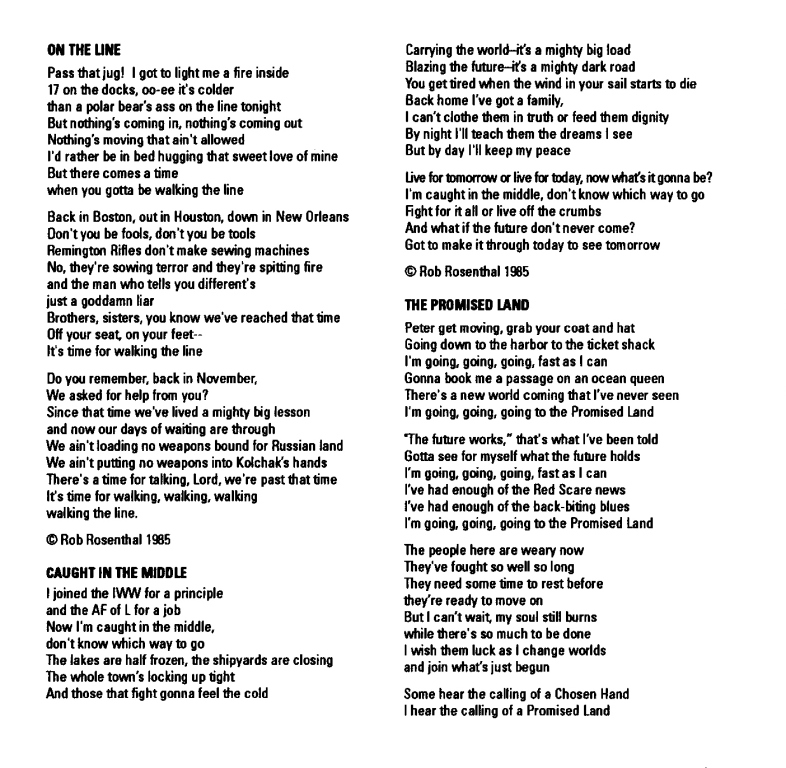 ON THE LINE
Pass that jug!  I got to light me a fire inside
17 on the docks, oo-ee it's colder
than a polar bear's ass on the line tonight
But nothing's coming in, nothing's coming out
Nothing's moving that ain't allowed
I'd rather be in bed hugging that sweet love of mine
But there comes a time
when you gotta be walking the line
Back in Boston, out in Houston, down in New Orleans
Don't you be fools, don't you be tools
Remington Rifles don't make sewing machines
No, they're sowing terror and they're spitting fire
and the man who tells you different's
just a goddamn liar
Brothers, sisters, you know we've reached that time
Off your seat, on your feet--
It's time for walking the line
Do you remember, back in November,
We asked for help from you?
Since that time we've lived a mighty big lesson
and now our days of waiting are through
We ain't loading no weapons bound for Russian land
We ain't putting no weapons into Kolchak's hands
There's a time for talking, Lord, we're past that time
It's time for walking, walking, walking
walking the line.
© Rob Rosenthal 1985
CAUGHT IN THE MIDDLE
I joined the IWW for a principle
and the AF of L for a job
Now I'm caught in the middle,
don't know which way to go
The lakes are half frozen, the shipyards are closing
The whole town's locking up tight
And those that fight gonna feel the cold
Carrying the world--it's a mighty big load
Blazing the future--it's a mighty dark road
You get tired when the wind in your sail starts to die
Back home I've got a family,
I can't clothe them in truth or feed them dignity
By night I'll teach them the dreams I see
But by day I'll keep my peace
Live for tomorrow or live for today, now what's it gonna be?
I'm caught in the middle, don't know which way to go
Fight for it all or live off the crumbs
And what if the future don't never come?
Got to make it through today to see tomorrow
© Rob Rosenthal 1985
THE PROMISED LAND
Peter get moving, grab your coat and hat
Going down to the harbor to the ticket shack
I'm going, going, going, fast as I can
Gonna book me a passage on an ocean queen
There's a new world coming that I've never seen
I'm going, going, going to the Promised Land
"The future works," that's what I've been told
Gotta see for myself what the future holds
I'm going, going, going, fast as I can
I've had enough of the Red Scare news
I've had enough of the back-biting blues
I'm going, going, going to the Promised Land
The people here are weary now
They've fought so well so long
They need some time to rest before
they're ready to move on
But I can't wait, my soul still burns
while there's so much to be done
I wish them luck as I change worlds
and join what's just begun
Some hear the calling of a Chosen Hand
I hear the calling of a Promised Land